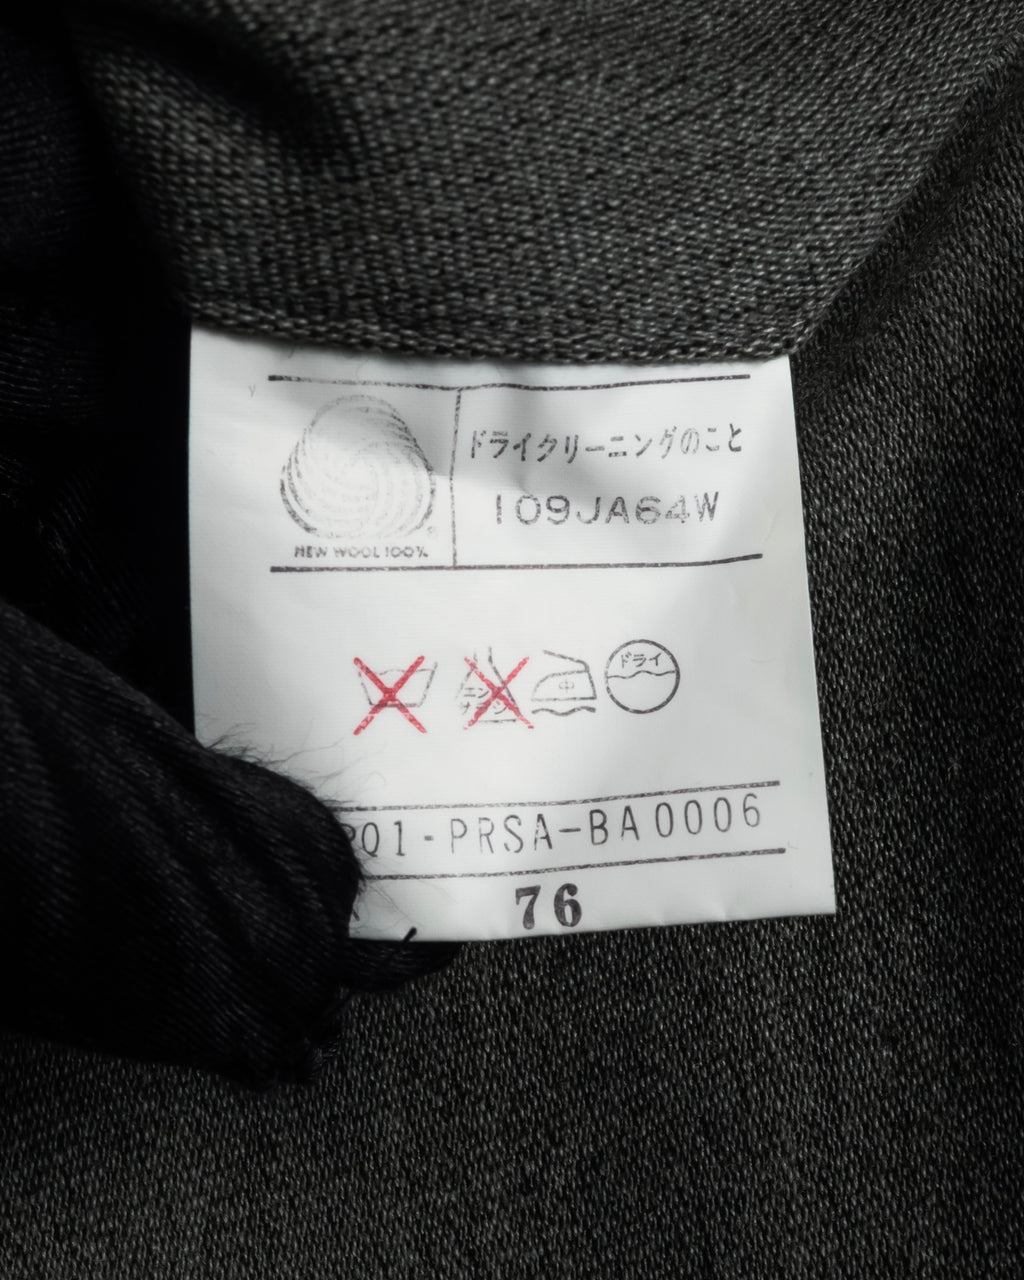 ドライクリーニングのこと
109JA64W
NEW WOOL 100%
中
ドライ
01-PRSA-BA0006
76